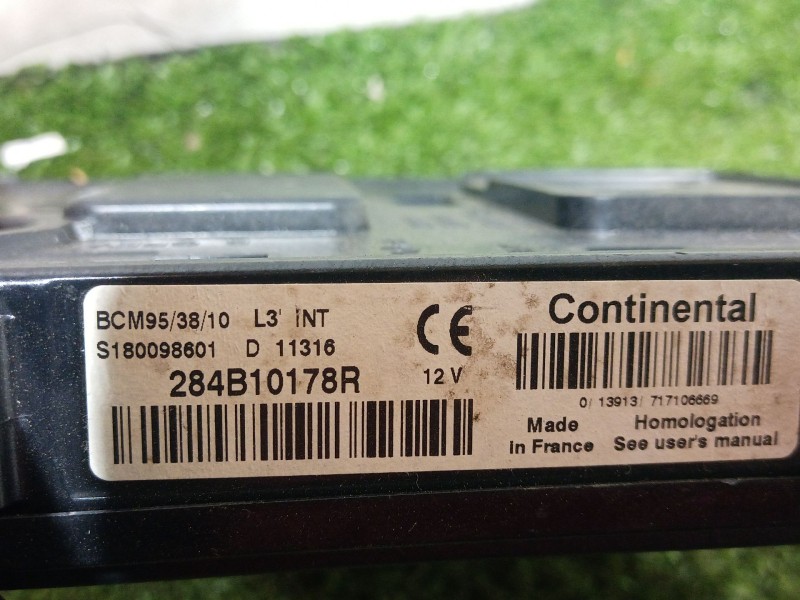 BCM95/38/10 L3' INT
S180098601 D 11316
284B10178R
CE
12 V
Continental
0/ 13913/ 717106669
Made in France
Homologation
See user's manual